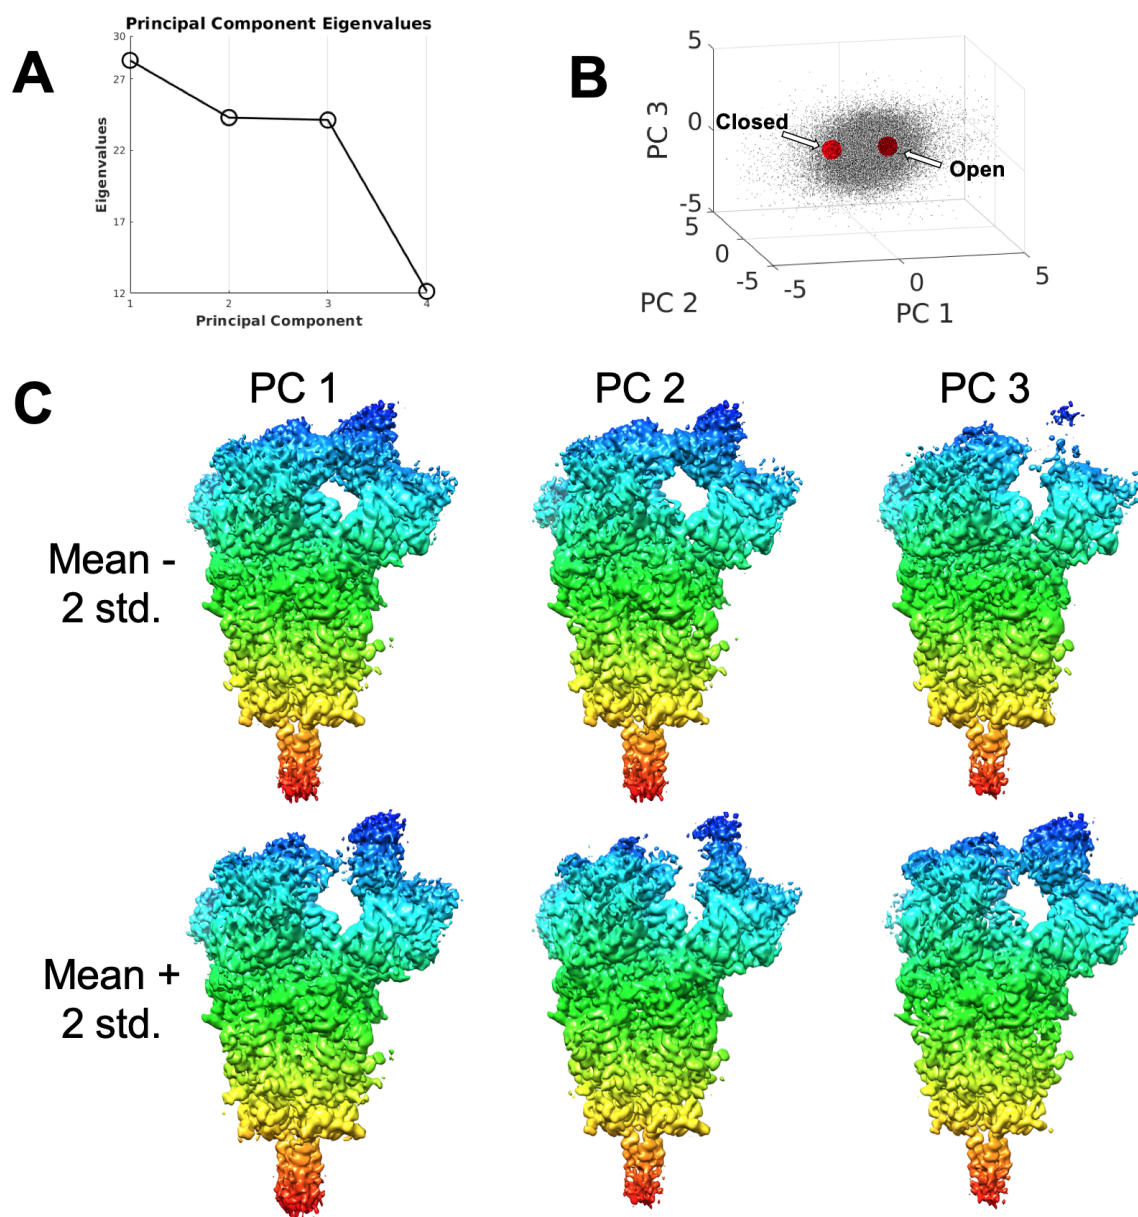 A
Principal Component Eigenvalues
30
27
22
17
12
Eigenvalues
1
2
3
4
Principal Component
B
5
0
-5
PC 3
Closed
Open
5
0
-5
PC 2
-5
0
5
PC 1
C
PC 1
PC 2
PC 3
Mean -
2 std.
Mean +
2 std.